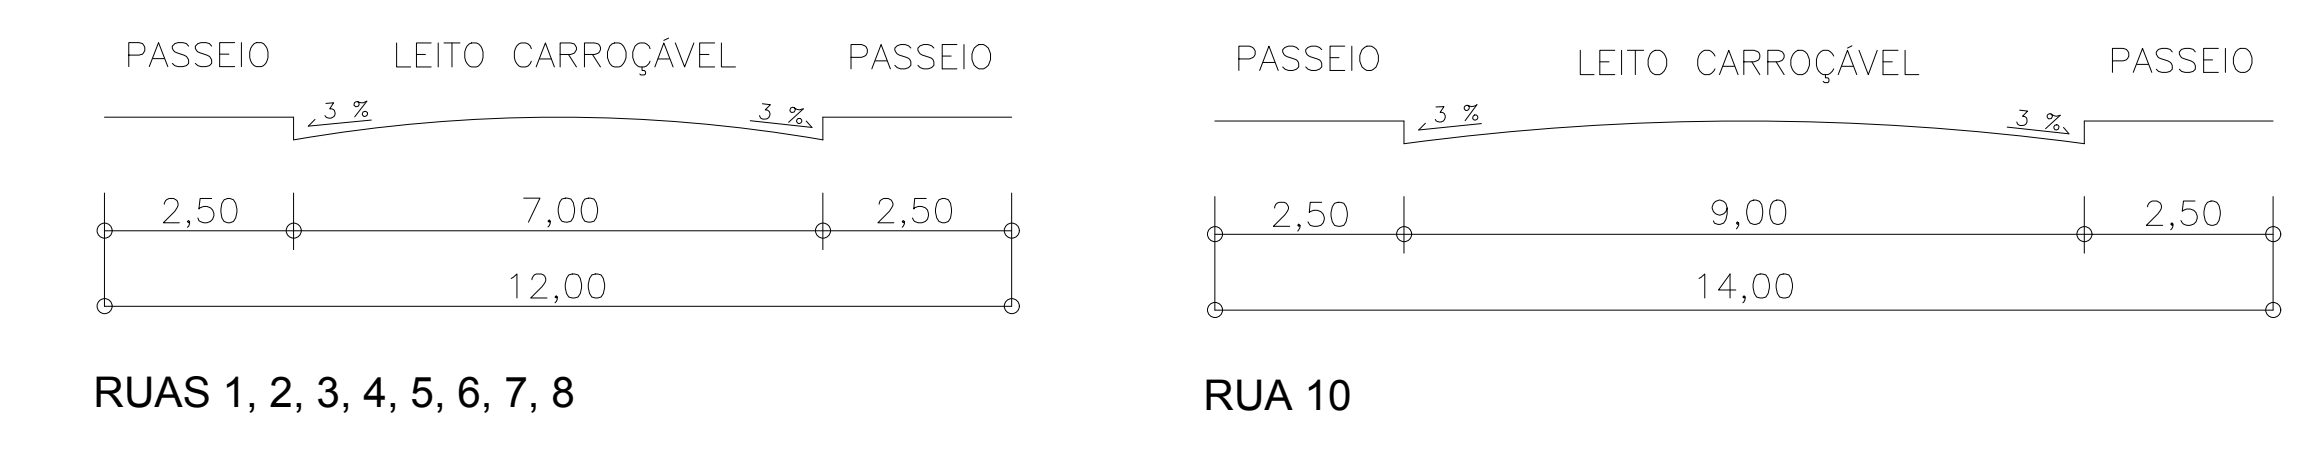 PASSEIO LEITO CARROÇÁVEL PASSEIO
3 % 3 %
2,50 7,00 2,50
12,00
RUAS 1, 2, 3, 4, 5, 6, 7, 8
PASSEIO LEITO CARROÇÁVEL PASSEIO
3 % 3 %
2,50 9,00 2,50
14,00
RUA 10